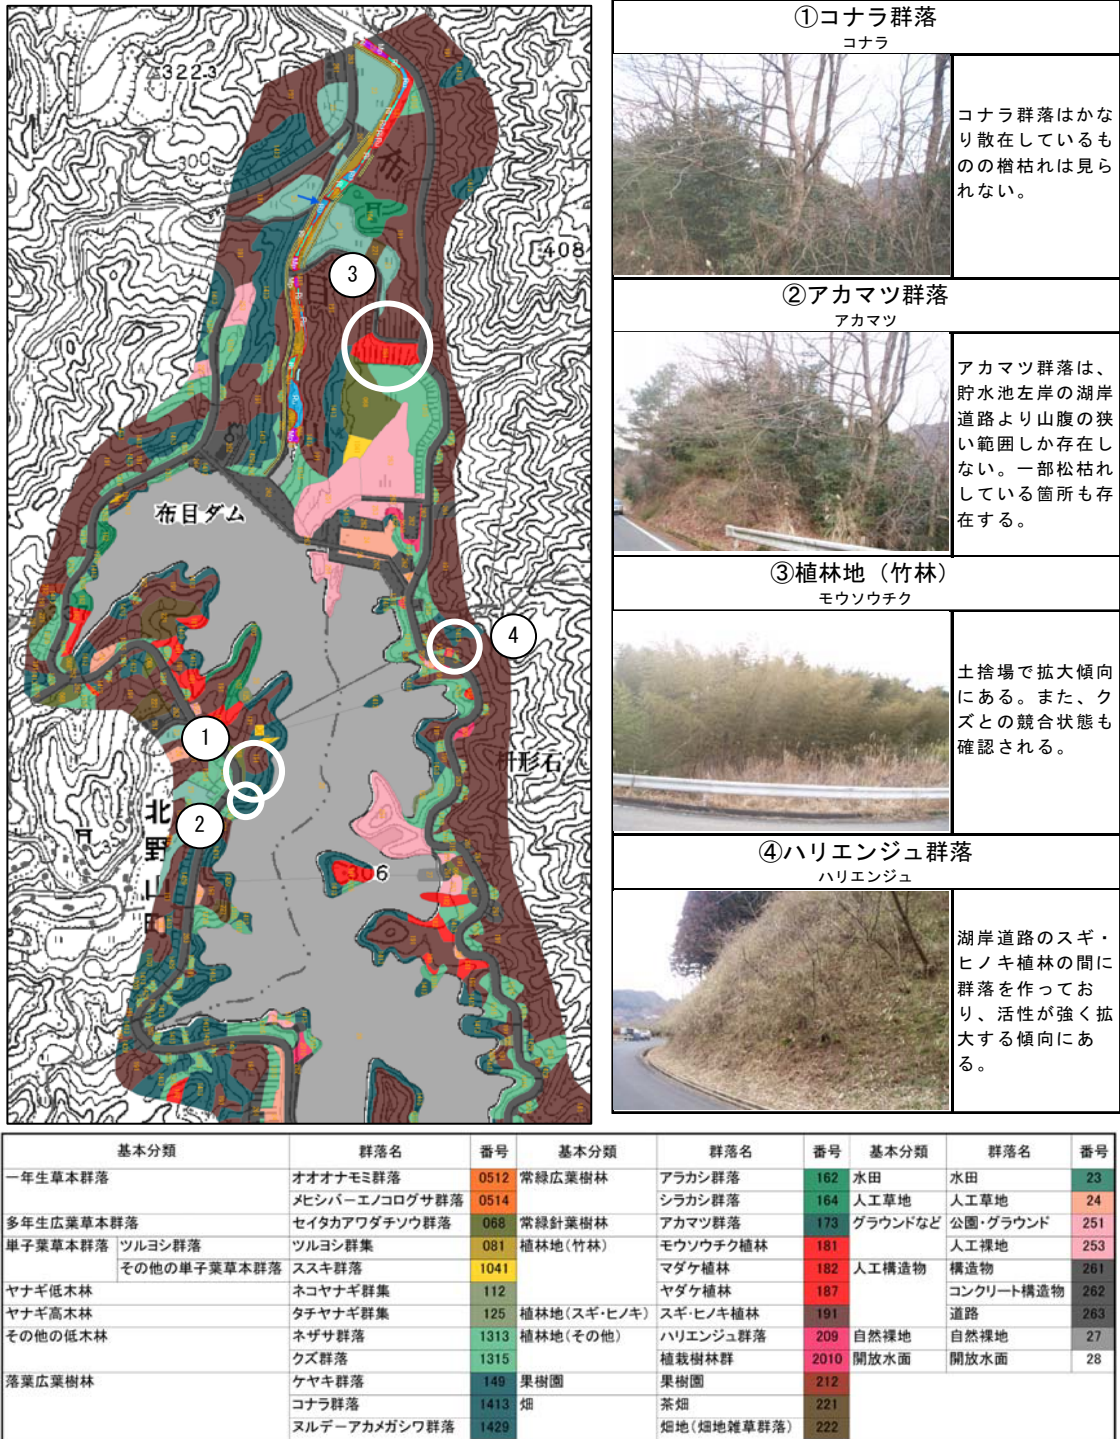 3223
300
布
408
③
布目ダム
④
①
②
桝形石
北野山町
306
①コナラ群落
コナラ
コナラ群落はかな
り散在しているも
のの楢枯れは見ら
れない。
②アカマツ群落
アカマツ
アカマツ群落は、
貯水池左岸の湖岸
道路より山腹の狭
い範囲しか存在し
ない。一部松枯れ
している箇所も存
在する。
③植林地（竹林）
モウソウチク
土捨場で拡大傾向
にある。また、ク
ズとの競合状態も
確認される。
④ハリエンジュ群落
ハリエンジュ
湖岸道路のスギ・
ヒノキ植林の間に
群落を作ってお
り、活性が強く拡
大する傾向にあ
る。
基本分類 群落名 番号 基本分類 群落名 番号 基本分類 群落名 番号
一年生草本群落 オオオナモミ群落 0512 常緑広葉樹林 アラカシ群落 162 水田 水田 23
メヒシバーエノコログサ群落 0514 シラカシ群落 164 人工草地 人工草地 24
多年生広葉草本群落 セイタカアワダチソウ群落 068 常緑針葉樹林 アカマツ群落 173 グラウンドなど 公園・グラウンド 251
単子葉草本群落 ツルヨシ群落 ツルヨシ群集 081 植林地(竹林) モウソウチク植林 181 人工裸地 253
その他の単子葉草本群落 ススキ群落 1041 マダケ植林 182 人工構造物 構造物 261
ヤナギ低木林 ネコヤナギ群集 112 ヤダケ植林 187 コンクリート構造物 262
ヤナギ高木林 タチヤナギ群集 125 植林地(スギ・ヒノキ) スギ・ヒノキ植林 191 道路 263
その他の低木林 ネザサ群落 1313 植林地(その他) ハリエンジュ群落 209 自然裸地 自然裸地 27
クズ群落 1315 植栽樹林群 2010 開放水面 開放水面 28
落葉広葉樹林 ケヤキ群落 149 果樹園 果樹園 212
コナラ群落 1413 畑 茶畑 221
ヌルデーアカメガシワ群落 1429 畑地(畑地雑草群落) 222